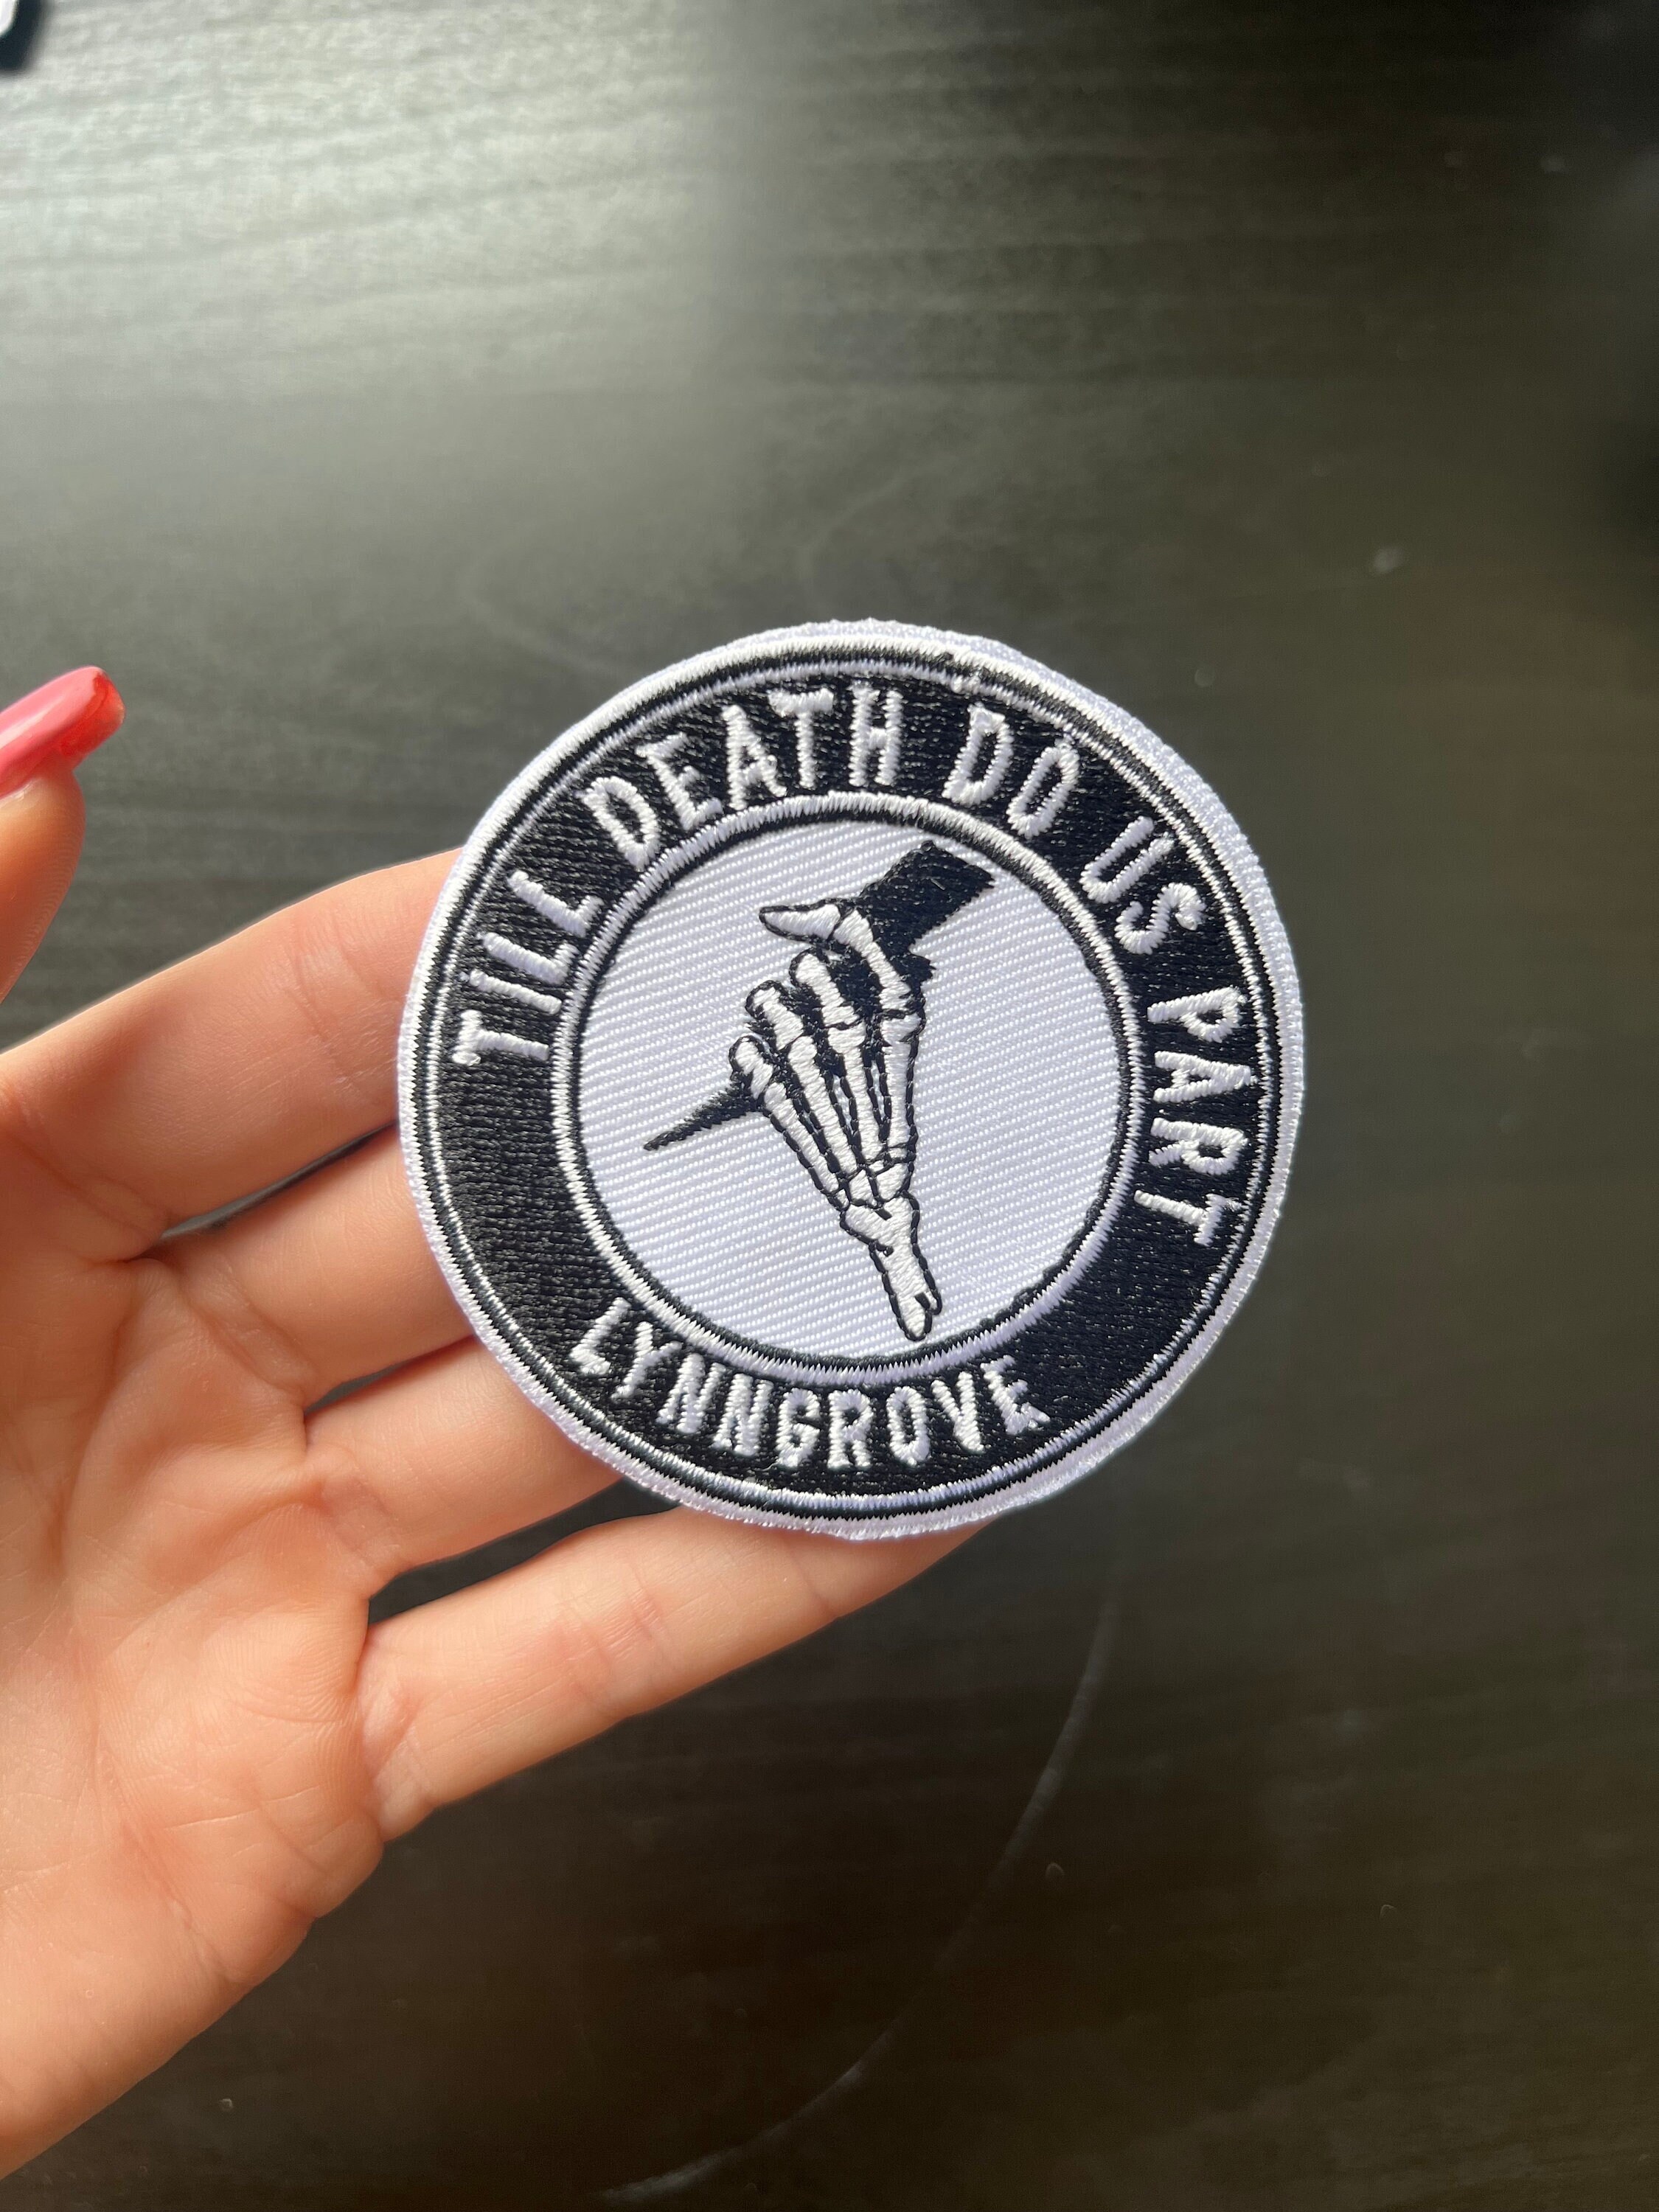 TILL DEATH DO US PART
LYNNGROVE